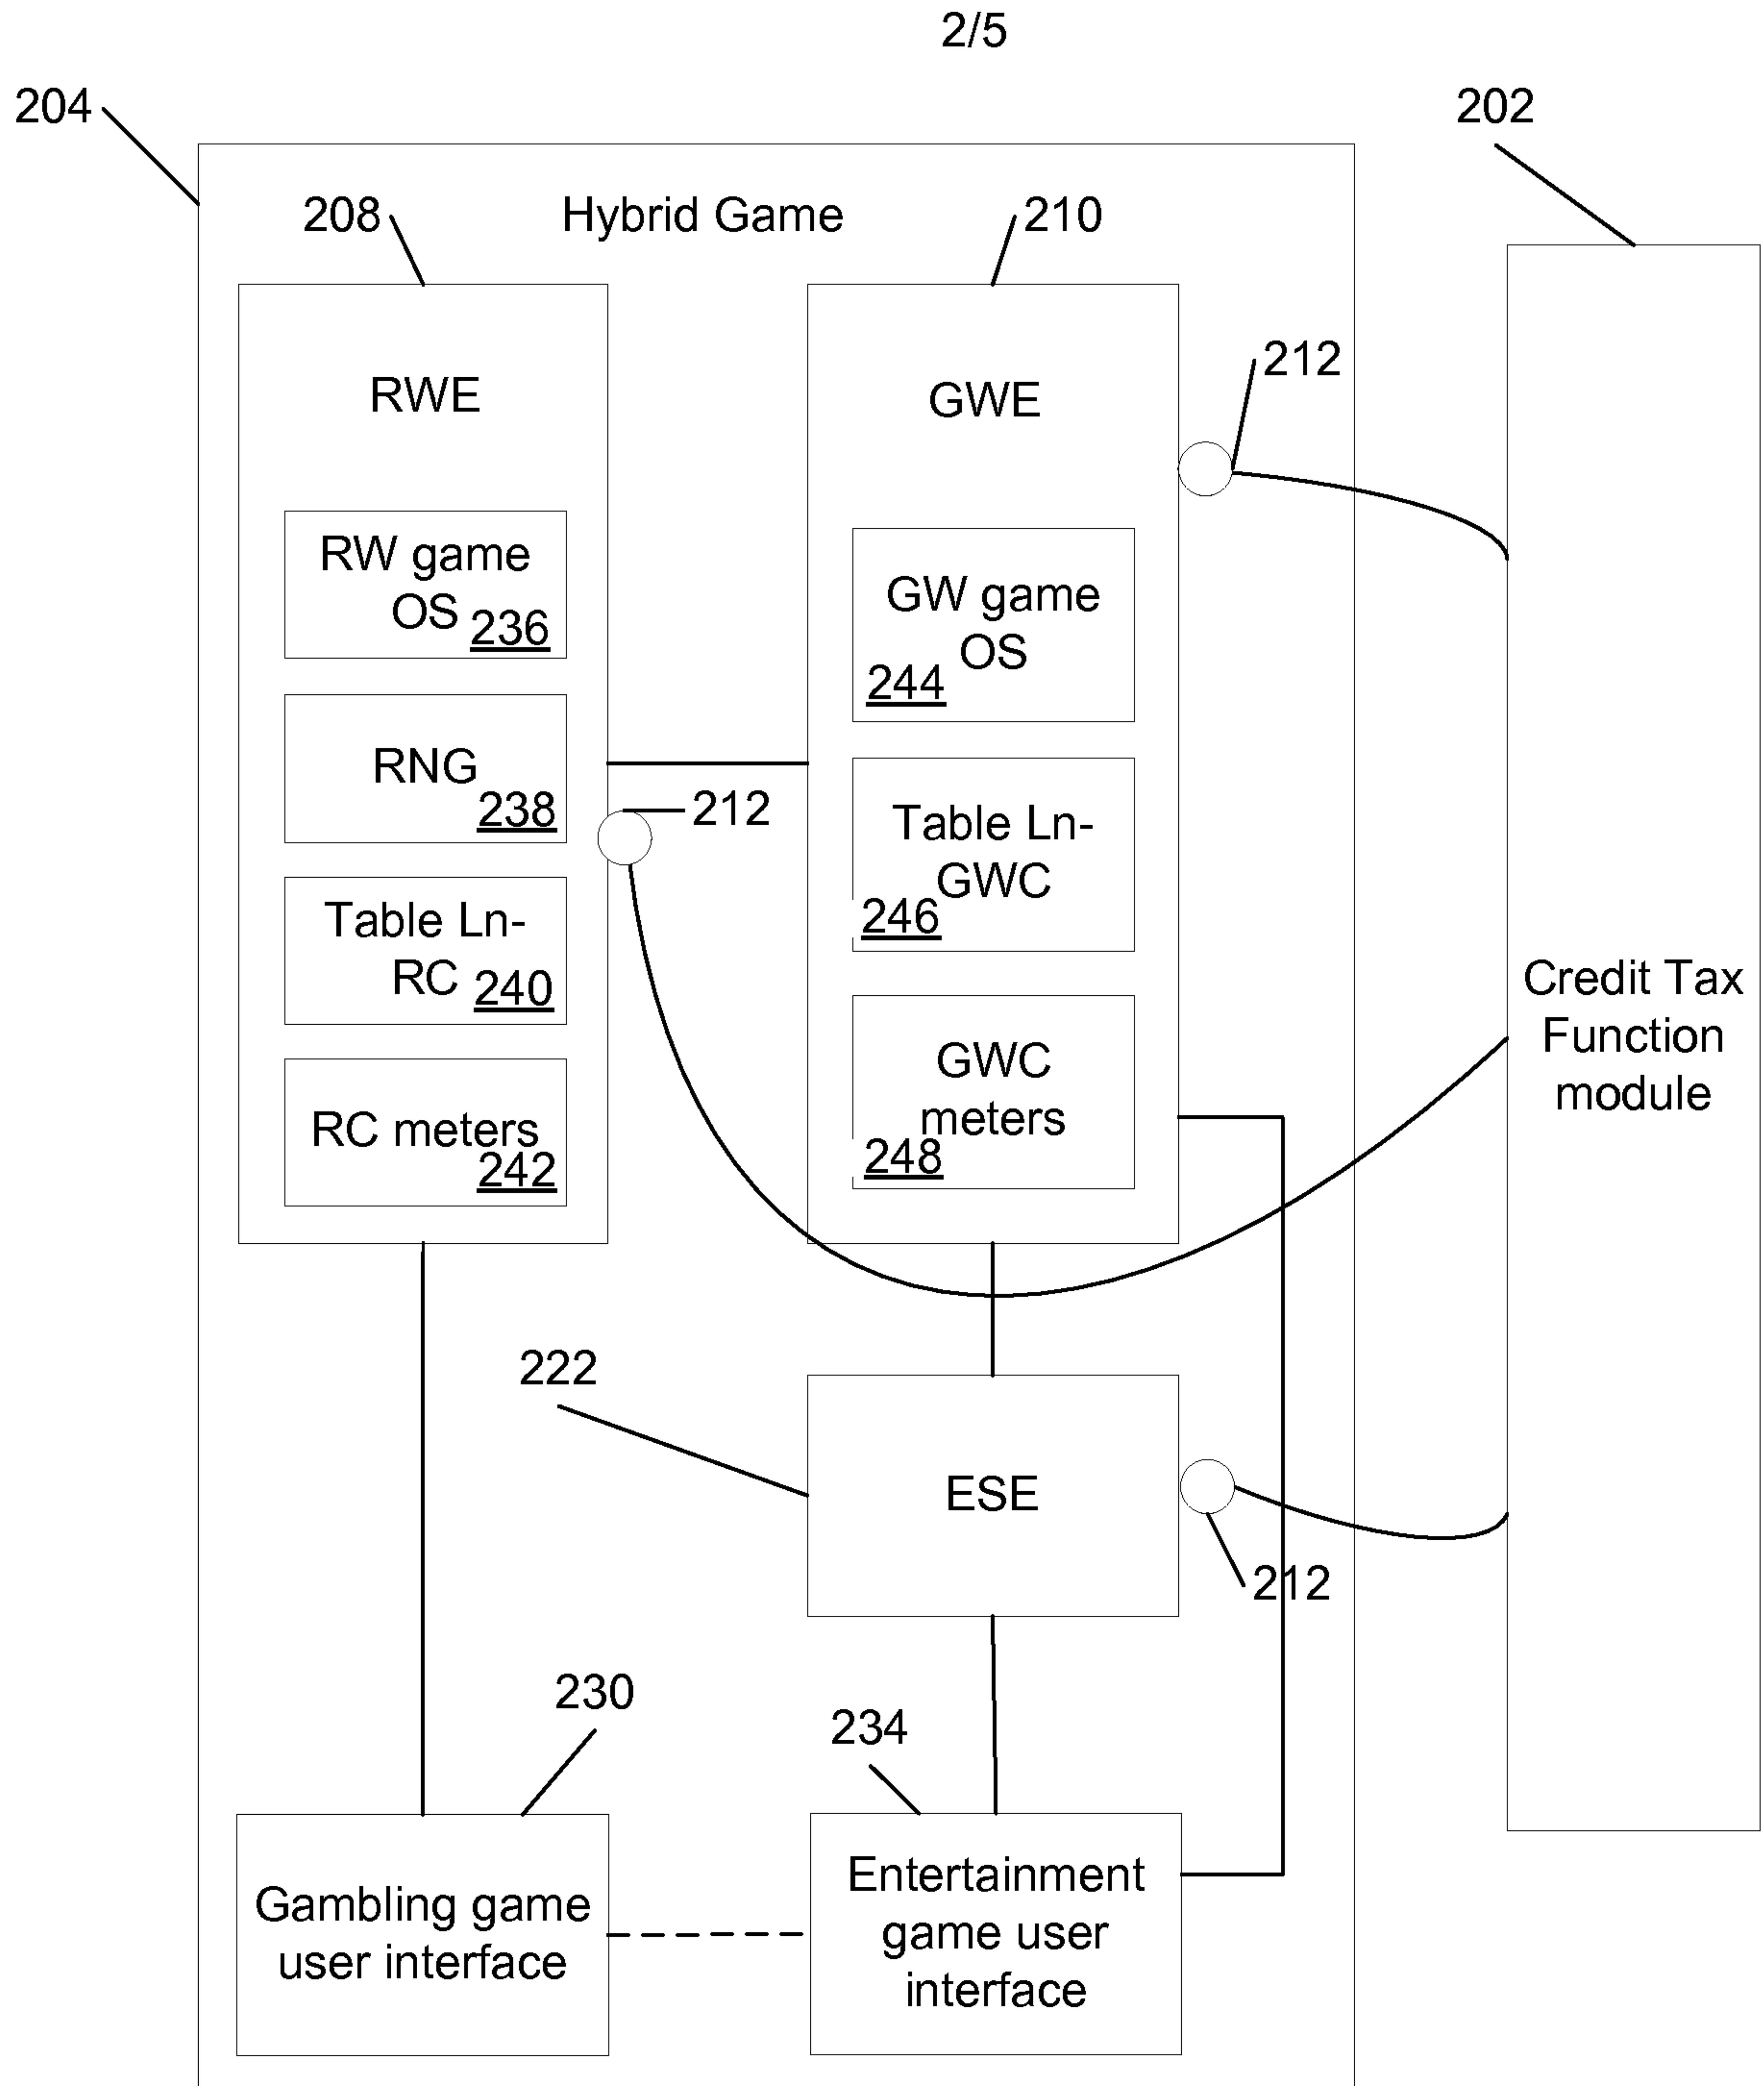 2/5
204
202
208
Hybrid Game
210
RWE
GWE
212
RW game
OS 236
GW game
OS
244
RNG
238
212
Table Ln-
GWC
246
Table Ln-
RC 240
Credit Tax
Function
module
GWC
meters
248
RC meters
242
222
ESE
212
230
234
Gambling game
user interface
Entertainment
game user
interface